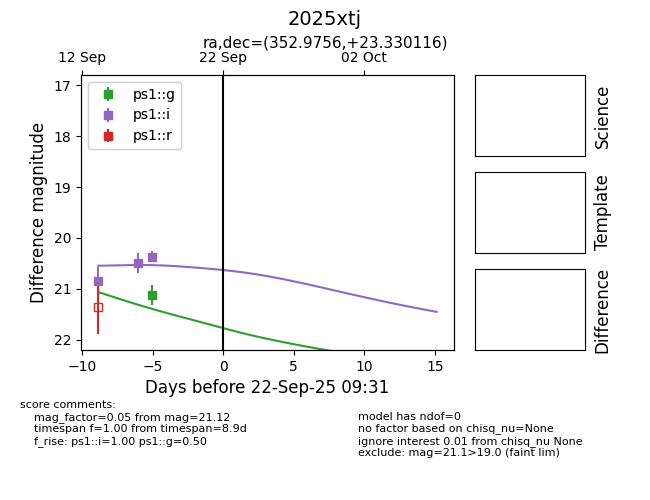 2025xtj
ra,dec=(352.9756,+23.330116)
12 Sep
22 Sep
02 Oct
17
18
19
20
21
22
Difference magnitude
ps1::g
ps1::i
ps1::r
−10
−5
0
5
10
15
Days before 22-Sep-25 09:31
Science
Template
Difference
score comments:
mag_factor=0.05 from mag=21.12
timespan f=1.00 from timespan=8.9d
f_rise: ps1::i=1.00 ps1::g=0.50
model has ndof=0
no factor based on chisq_nu=None
ignore interest 0.01 from chisq_nu None
exclude: mag=21.1>19.0 (faint lim)